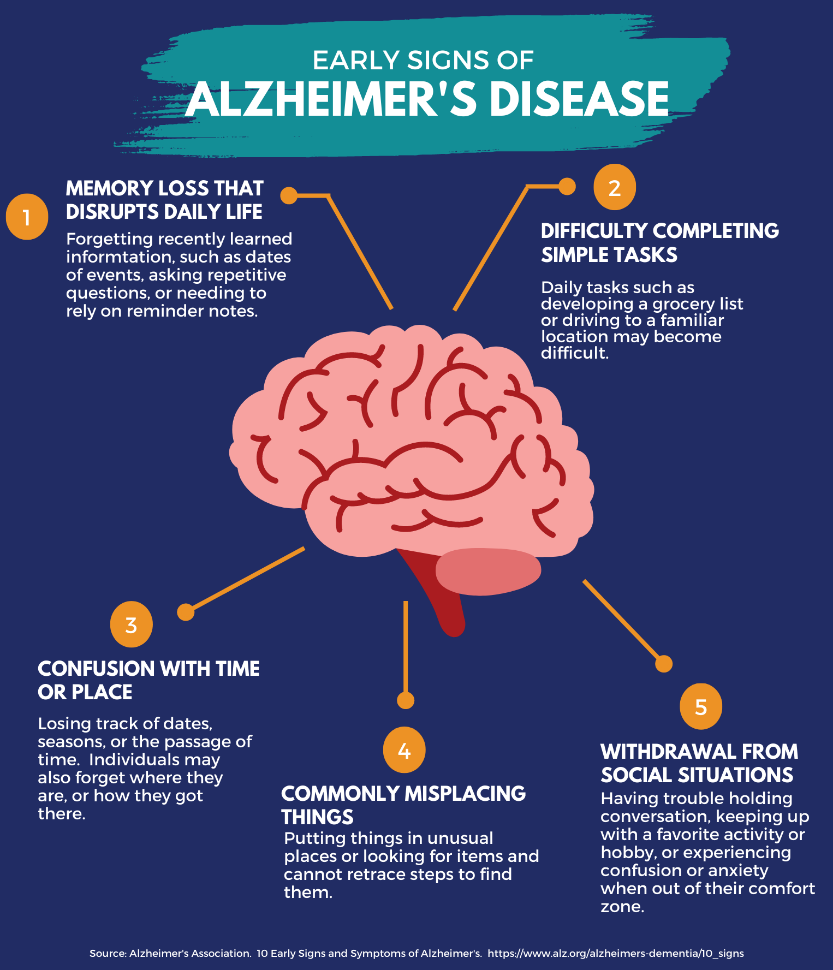 EARLY SIGNS OF
ALZHEIMER'S DISEASE
1
MEMORY LOSS THAT
DISRUPTS DAILY LIFE
Forgetting recently learned
informtation, such as dates
of events, asking repetitive
questions, or needing to
rely on reminder notes.
2
DIFFICULTY COMPLETING
SIMPLE TASKS
Daily tasks such as
developing a grocery list
or driving to a familiar
location may become
difficult.
3
CONFUSION WITH TIME
OR PLACE
Losing track of dates,
seasons, or the passage of
time. Individuals may
also forget where they
are, or how they got
there.
4
COMMONLY MISPLACING
THINGS
Putting things in unusual
places or looking for items and
cannot retrace steps to find
them.
5
WITHDRAWAL FROM
SOCIAL SITUATIONS
Having trouble holding
conversation, keeping up
with a favorite activity or
hobby, or experiencing
confusion or anxiety
when out of their comfort
zone.
Source: Alzheimer's Association. 10 Early Signs and Symptoms of Alzheimer's. https://www.alz.org/alzheimers-dementia/10_signs